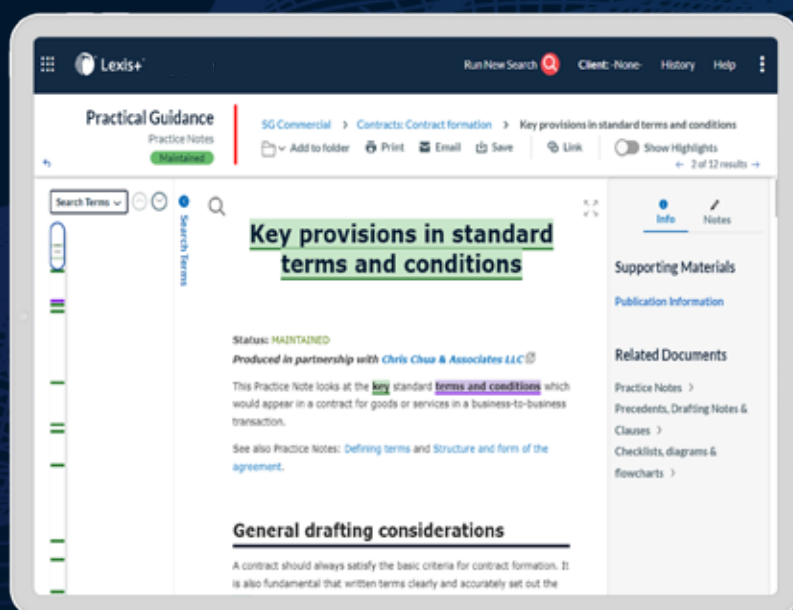 Lexis+
Run New Search
Client: -None-
History
Help
Practical Guidance
Practice Notes
Maintained
SG Commercial > Contracts: Contract formation > Key provisions in standard terms and conditions
Add to folder
Print
Email
Save
Link
Show Highlights
← 2 of 12 results →
Search Terms
Search Terms
Key provisions in standard
terms and conditions
Status: MAINTAINED
Produced in partnership with Chris Chua & Associates LLC
This Practice Note looks at the key standard terms and conditions which
would appear in a contract for goods or services in a business-to-business
transaction.
See also Practice Notes: Defining terms and Structure and form of the
agreement.
General drafting considerations
A contract should always satisfy the basic criteria for contract formation. It
is also fundamental that written terms clearly and accurately set out the
Info
Notes
Supporting Materials
Publication Information
Related Documents
Practice Notes >
Precedents, Drafting Notes &
Clauses >
Checklists, diagrams &
flowcharts >